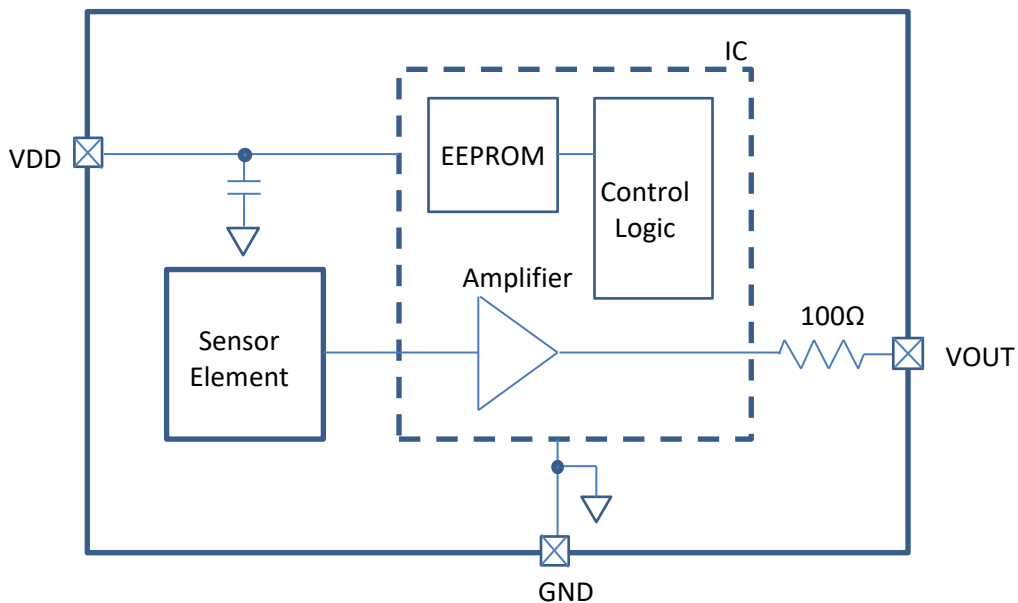 IC
VDD
EEPROM
Control
Logic
Amplifier
Sensor
Element
100Ω
VOUT
GND